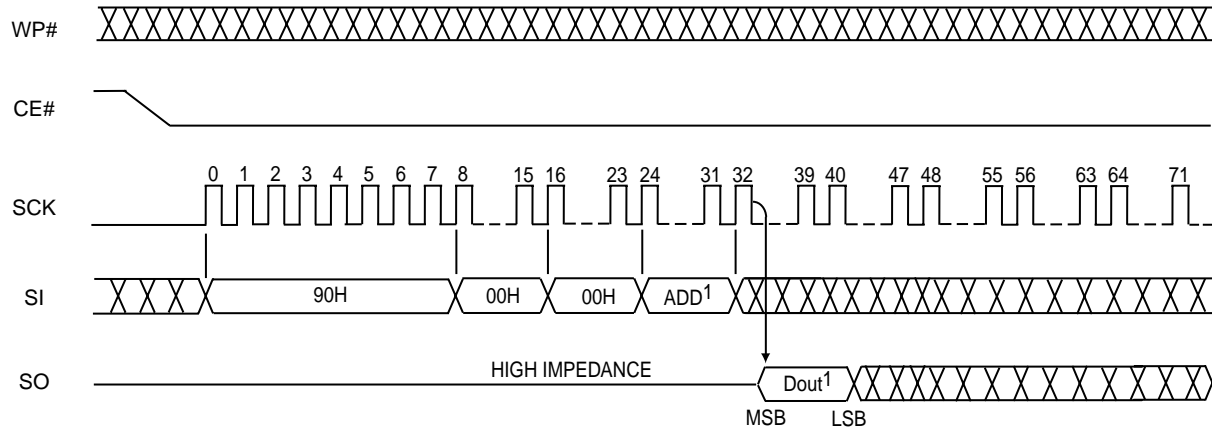 WP#
CE#
0 1 2 3 4 5 6 7 8 15 16 23 24 31 32 39 40 47 48 55 56 63 64 71
SCK
SI 90H 00H 00H ADD1
SO HIGH IMPEDANCE Dout1
MSB LSB